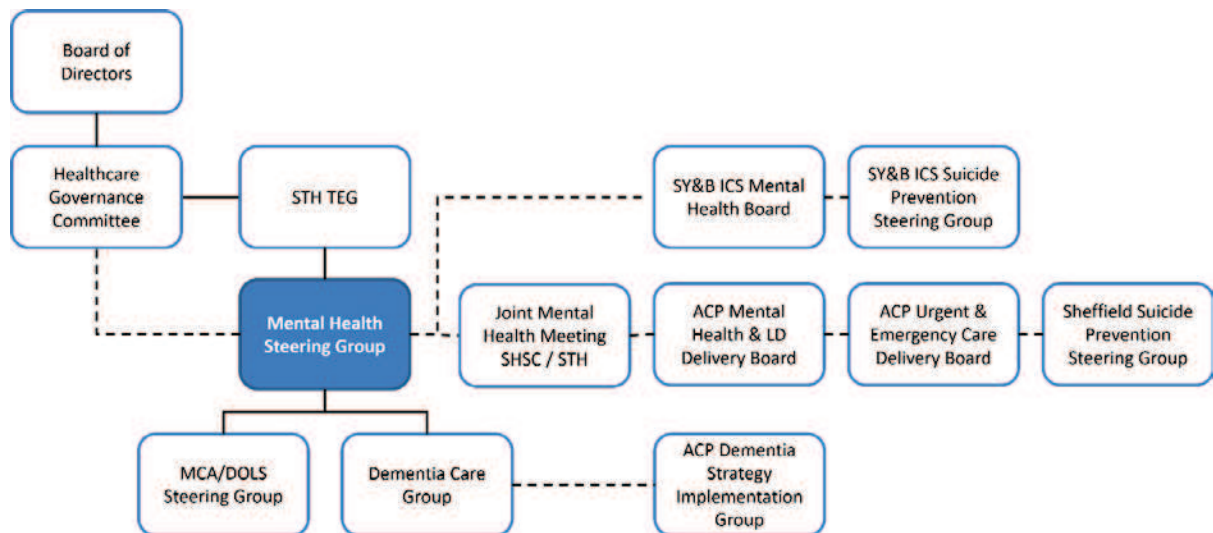 Board of
Directors
Healthcare
Governance
Committee
STH TEG
SY&B ICS Mental
Health Board
SY&B ICS Suicide
Prevention
Steering Group
Mental Health
Steering Group
Joint Mental
Health Meeting
SHSC / STH
ACP Mental
Health & LD
Delivery Board
ACP Urgent &
Emergency Care
Delivery Board
Sheffield Suicide
Prevention
Steering Group
MCA/DOLS
Steering Group
Dementia Care
Group
ACP Dementia
Strategy
Implementation
Group